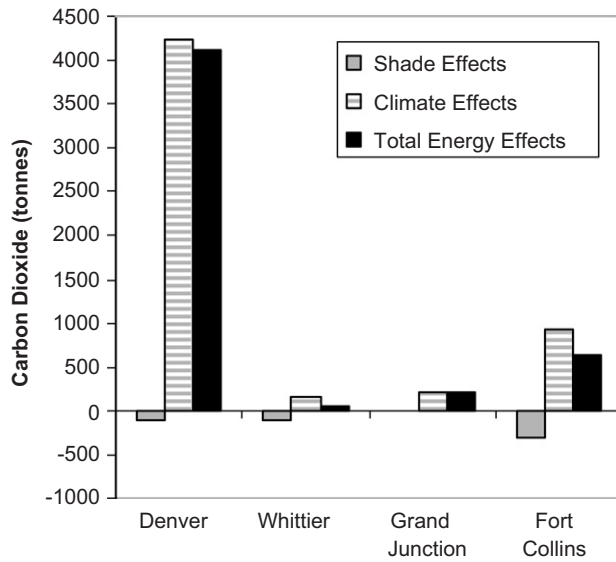 4500
4000
3500
3000
2500
2000
1500
1000
500
0
-500
-1000
Carbon Dioxide (tonnes)
Shade Effects
Climate Effects
Total Energy Effects
Denver
Whittier
Grand
Junction
Fort
Collins